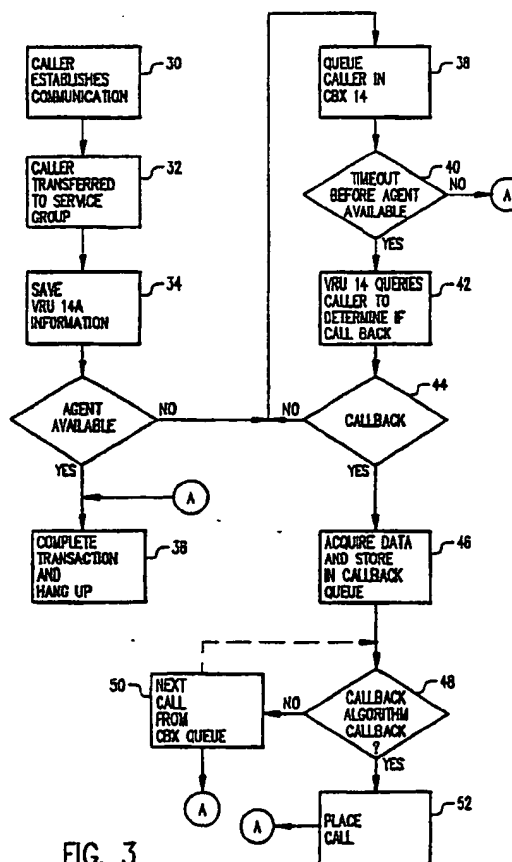 CALLER
ESTABLISHES
COMMUNICATION
30
CALLER
TRANSFERRED
TO SERVICE
GROUP
32
SAVE
VRU 14A
INFORMATION
34
AGENT
AVAILABLE
NO
YES
A
COMPLETE
TRANSACTION
AND
HANG UP
38
QUEUE
CALLER IN
CBX 14
38
TIMEOUT
BEFORE AGENT
AVAILABLE
40
NO
A
YES
VRU 14 QUERIES
CALLER TO
DETERMINE IF
CALL BACK
42
CALLBACK
44
NO
YES
ACQUIRE DATA
AND STORE
IN CALLBACK
QUEUE
46
CALLBACK
ALGORITHM
CALLBACK
?
48
NO
YES
50
NEXT
CALL
FROM
CBX QUEUE
A
PLACE
CALL
52
A
FIG. 3